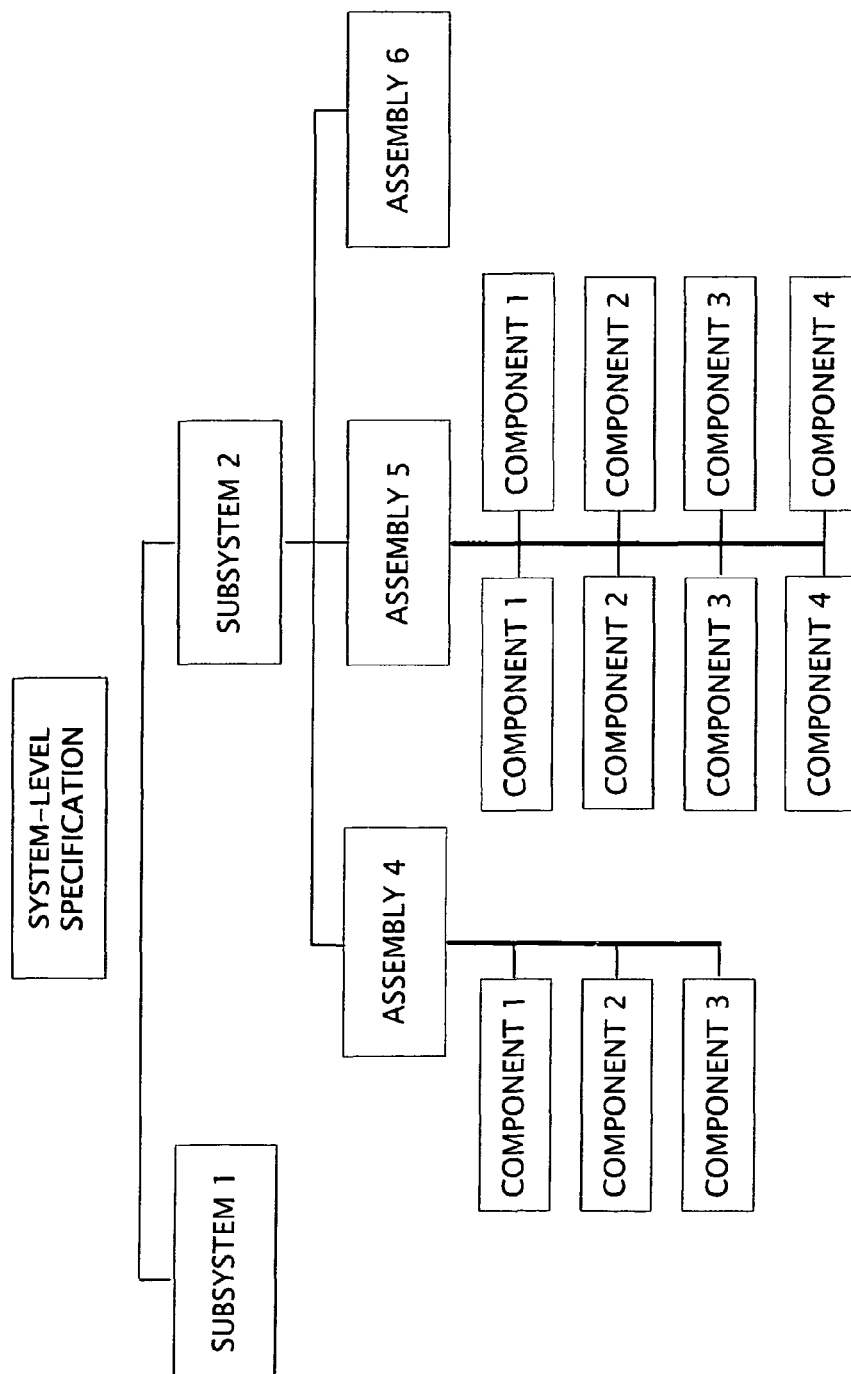 SYSTEM-LEVEL
SPECIFICATION
SUBSYSTEM 1
SUBSYSTEM 2
ASSEMBLY 4
ASSEMBLY 5
ASSEMBLY 6
COMPONENT 1
COMPONENT 2
COMPONENT 3
COMPONENT 1
COMPONENT 1
COMPONENT 2
COMPONENT 2
COMPONENT 3
COMPONENT 3
COMPONENT 4
COMPONENT 4